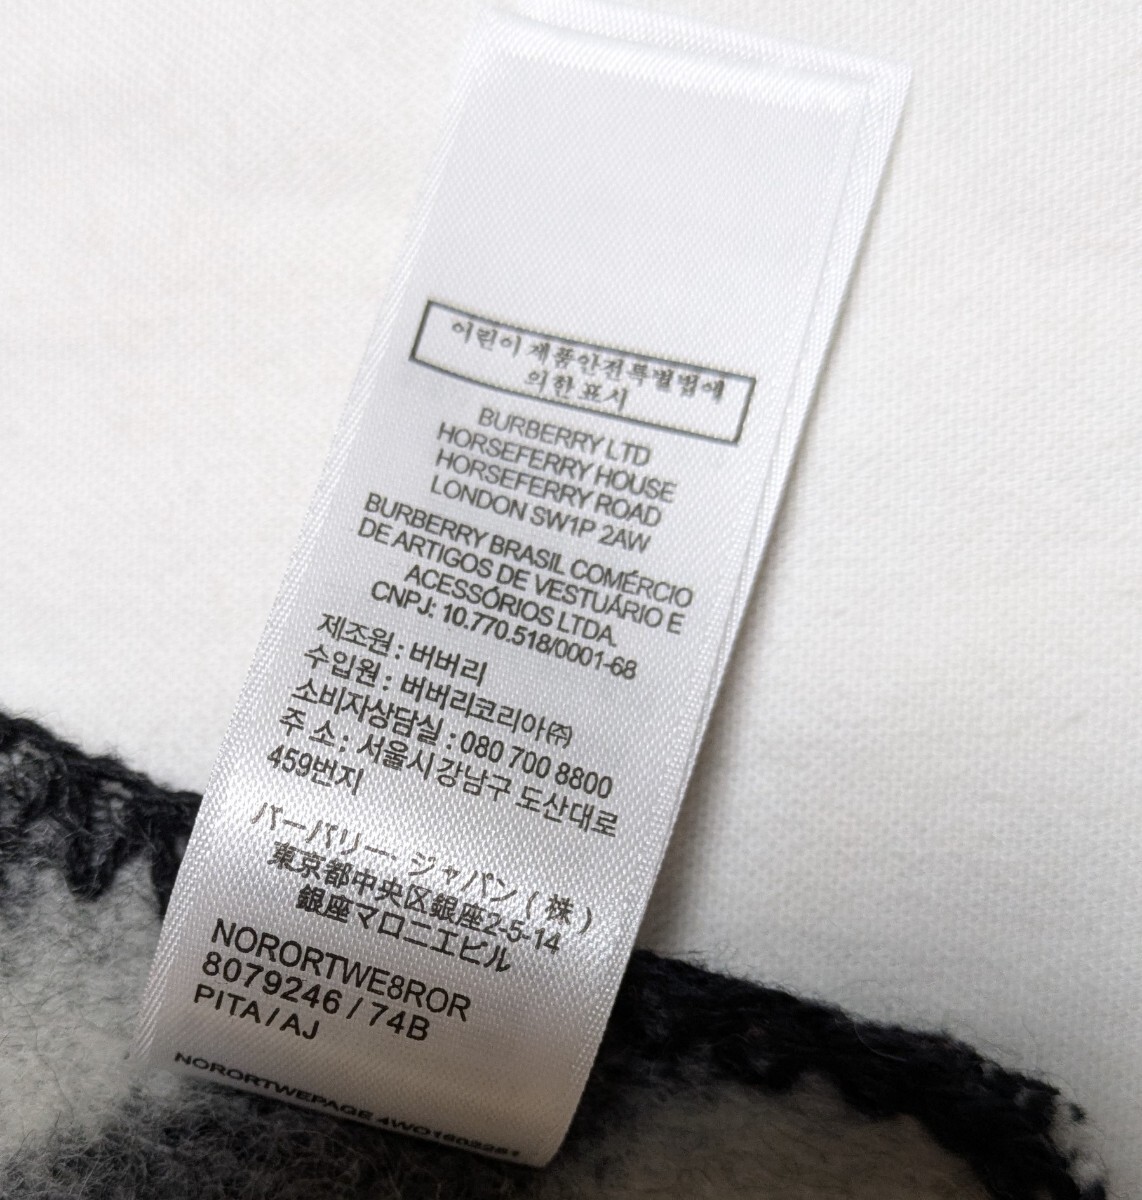 어린이제품안전특별법에
의한 표시
BURBERRY LTD
HORSEFERRY HOUSE
HORSEFERRY ROAD
LONDON SW1P 2AW
BURBERRY BRASIL COMÉRCIO
DE ARTIGOS DE VESTUÁRIO E
ACESSÓRIOS LTDA.
CNPJ: 10.770.518/0001-68
제조원 : 버버리
수입원 : 버버리코리아㈜
소비자상담실 : 080 700 8800
주 소 : 서울시 강남구 도산대로
459번지
バーバリー・ジャパン ( 株 )
東京都中央区銀座2-5-14
銀座マロニエビル
NORORTWE8ROR
8079246 / 74B
PITA / AJ
NORORTWEPAGE 4WO1602281